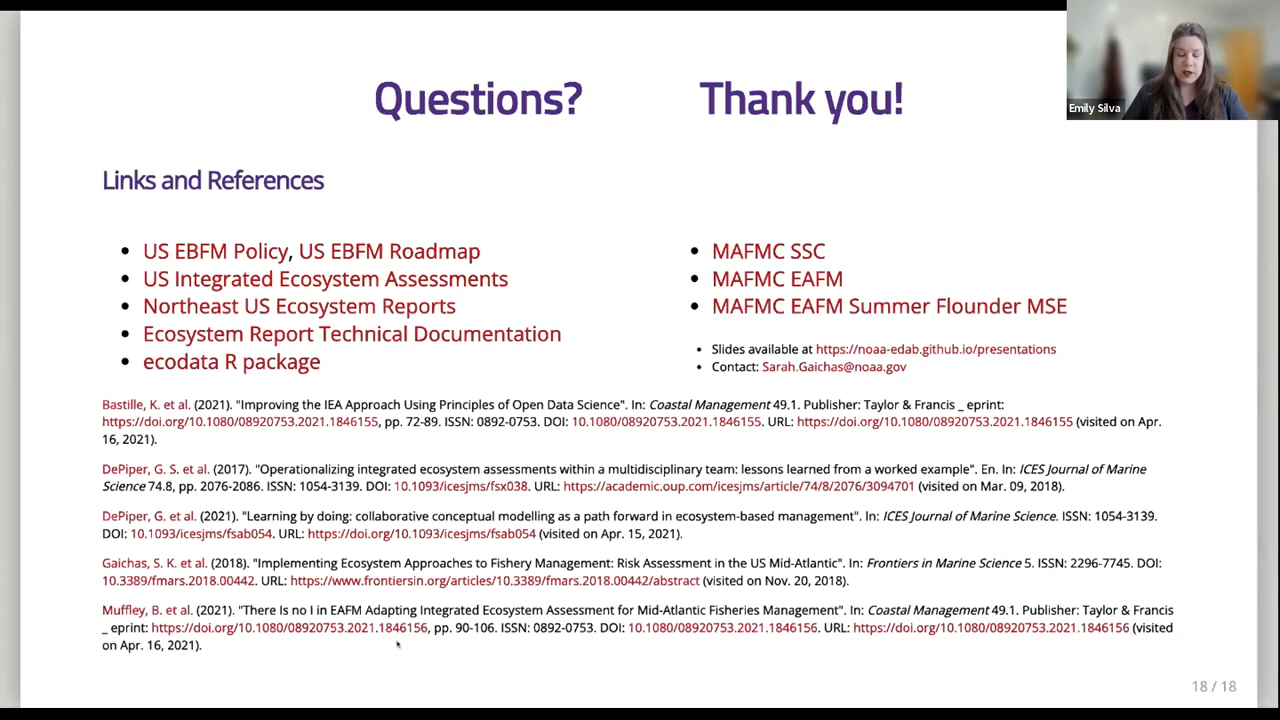 Questions? Thank you!
Emily Silva
Links and References
US EBFM Policy, US EBFM Roadmap
US Integrated Ecosystem Assessments
Northeast US Ecosystem Reports
Ecosystem Report Technical Documentation
ecodata R package
MAFMC SSC
MAFMC EAFM
MAFMC EAFM Summer Flounder MSE
Slides available at https://noaa-edab.github.io/presentations
Contact: Sarah.Gaichas@noaa.gov
Bastille, K. et al. (2021). "Improving the IEA Approach Using Principles of Open Data Science". In: Coastal Management 49.1. Publisher: Taylor & Francis _ eprint:
https://doi.org/10.1080/08920753.2021.1846155, pp. 72-89. ISSN: 0892-0753. DOI: 10.1080/08920753.2021.1846155. URL: https://doi.org/10.1080/08920753.2021.1846155 (visited on Apr.
16, 2021).
DePiper, G. S. et al. (2017). "Operationalizing integrated ecosystem assessments within a multidisciplinary team: lessons learned from a worked example". En. In: ICES Journal of Marine
Science 74.8, pp. 2076-2086. ISSN: 1054-3139. DOI: 10.1093/icesjms/fsx038. URL: https://academic.oup.com/icesjms/article/74/8/2076/3094701 (visited on Mar. 09, 2018).
DePiper, G. et al. (2021). "Learning by doing: collaborative conceptual modelling as a path forward in ecosystem-based management". In: ICES Journal of Marine Science. ISSN: 1054-3139.
DOI: 10.1093/icesjms/fsab054. URL: https://doi.org/10.1093/icesjms/fsab054 (visited on Apr. 15, 2021).
Gaichas, S. K. et al. (2018). "Implementing Ecosystem Approaches to Fishery Management: Risk Assessment in the US Mid-Atlantic". In: Frontiers in Marine Science 5. ISSN: 2296-7745. DOI:
10.3389/fmars.2018.00442. URL: https://www.frontiersin.org/articles/10.3389/fmars.2018.00442/abstract (visited on Nov. 20, 2018).
Muffley, B. et al. (2021). "There Is no I in EAFM Adapting Integrated Ecosystem Assessment for Mid-Atlantic Fisheries Management". In: Coastal Management 49.1. Publisher: Taylor & Francis
_ eprint: https://doi.org/10.1080/08920753.2021.1846156, pp. 90-106. ISSN: 0892-0753. DOI: 10.1080/08920753.2021.1846156. URL: https://doi.org/10.1080/08920753.2021.1846156 (visited
on Apr. 16, 2021).
18 / 18